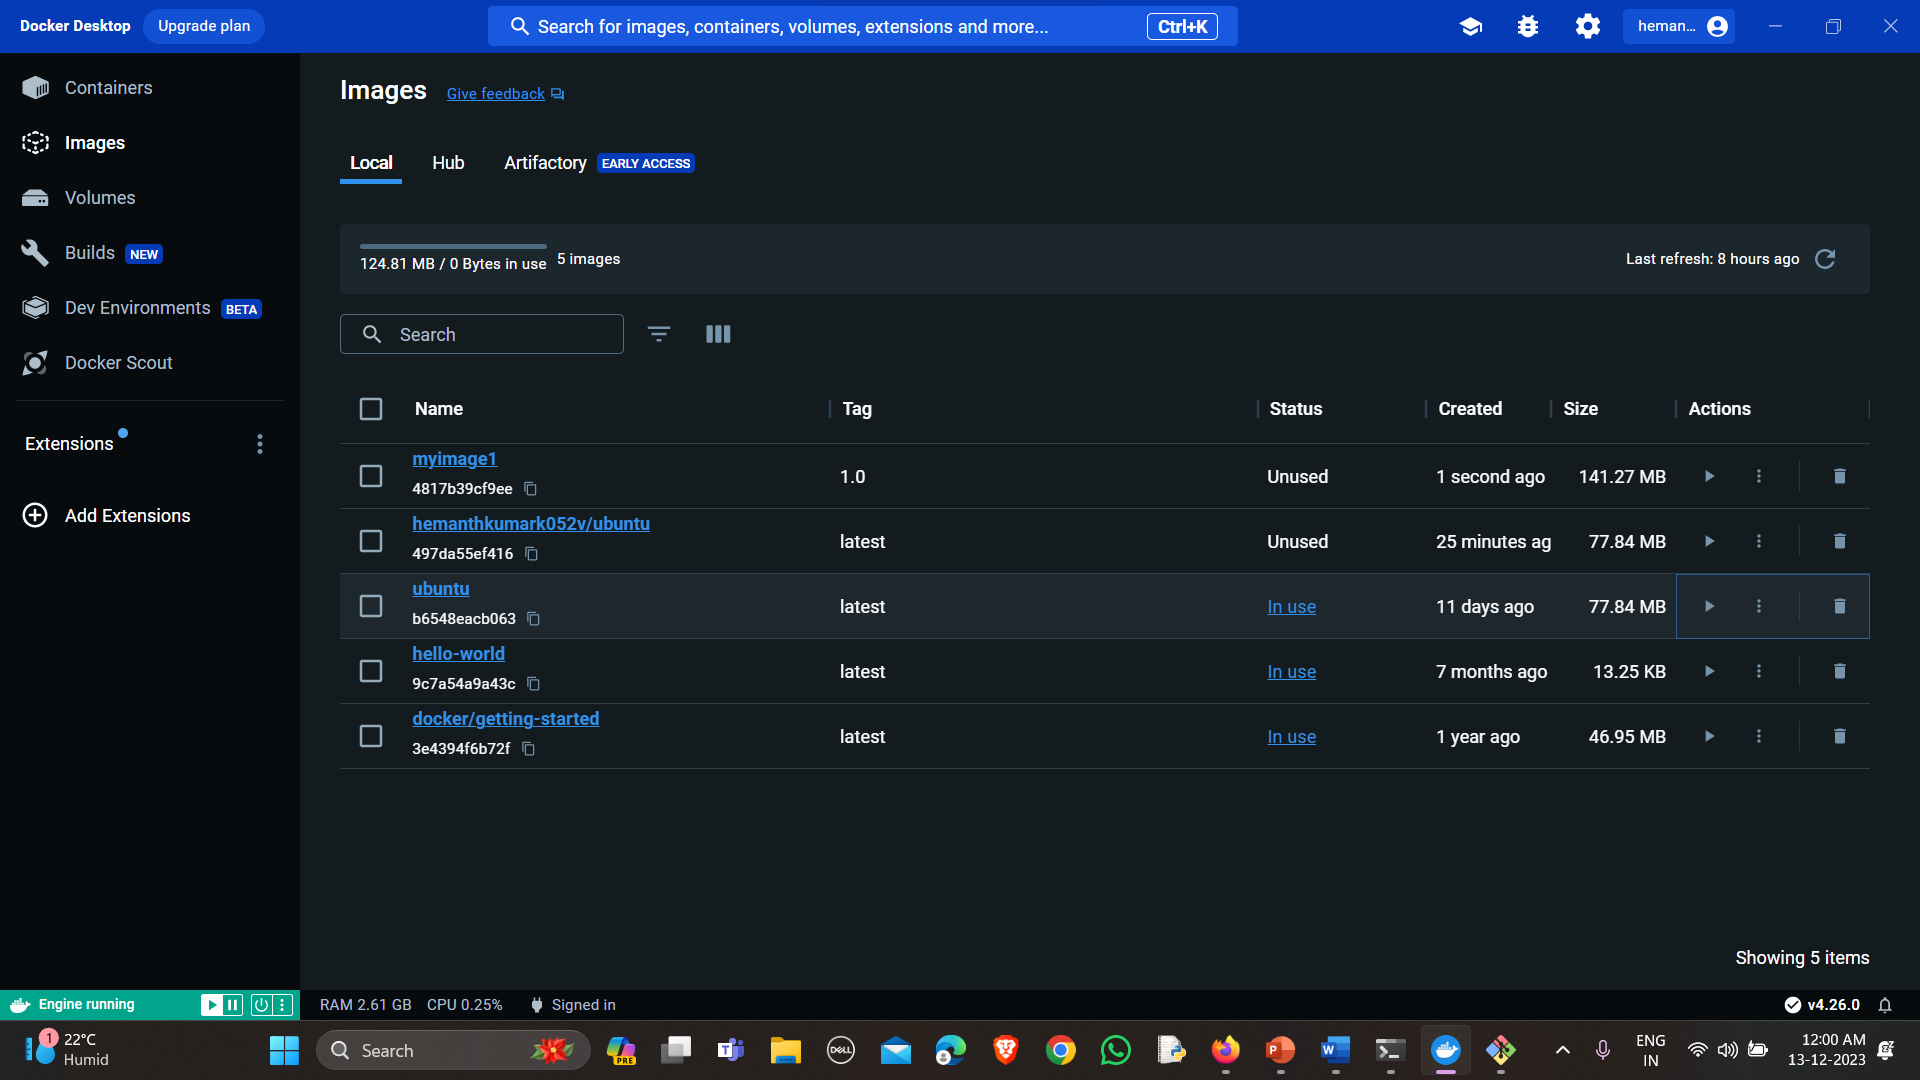 Docker Desktop Upgrade plan Search for images, containers, volumes, extensions and more... Ctrl+K heman...
Containers
Images
Volumes
Builds NEW
Dev Environments BETA
Docker Scout
Extensions
Add Extensions
Images Give feedback
Local Hub Artifactory EARLY ACCESS
124.81 MB / 0 Bytes in use 5 images Last refresh: 8 hours ago
Search
Name Tag Status Created Size Actions
myimage1
4817b39cf9ee 1.0 Unused 1 second ago 141.27 MB
hemanthkumark052v/ubuntu
497da55ef416 latest Unused 25 minutes ag 77.84 MB
ubuntu
b6548eacb063 latest In use 11 days ago 77.84 MB
hello-world
9c7a54a9a43c latest In use 7 months ago 13.25 KB
docker/getting-started
3e4394f6b72f latest In use 1 year ago 46.95 MB
Showing 5 items
Engine running RAM 2.61 GB CPU 0.25% Signed in v4.26.0
1 22°C
Humid
Search
PRE
DELL
ENG
IN
12:00 AM
13-12-2023